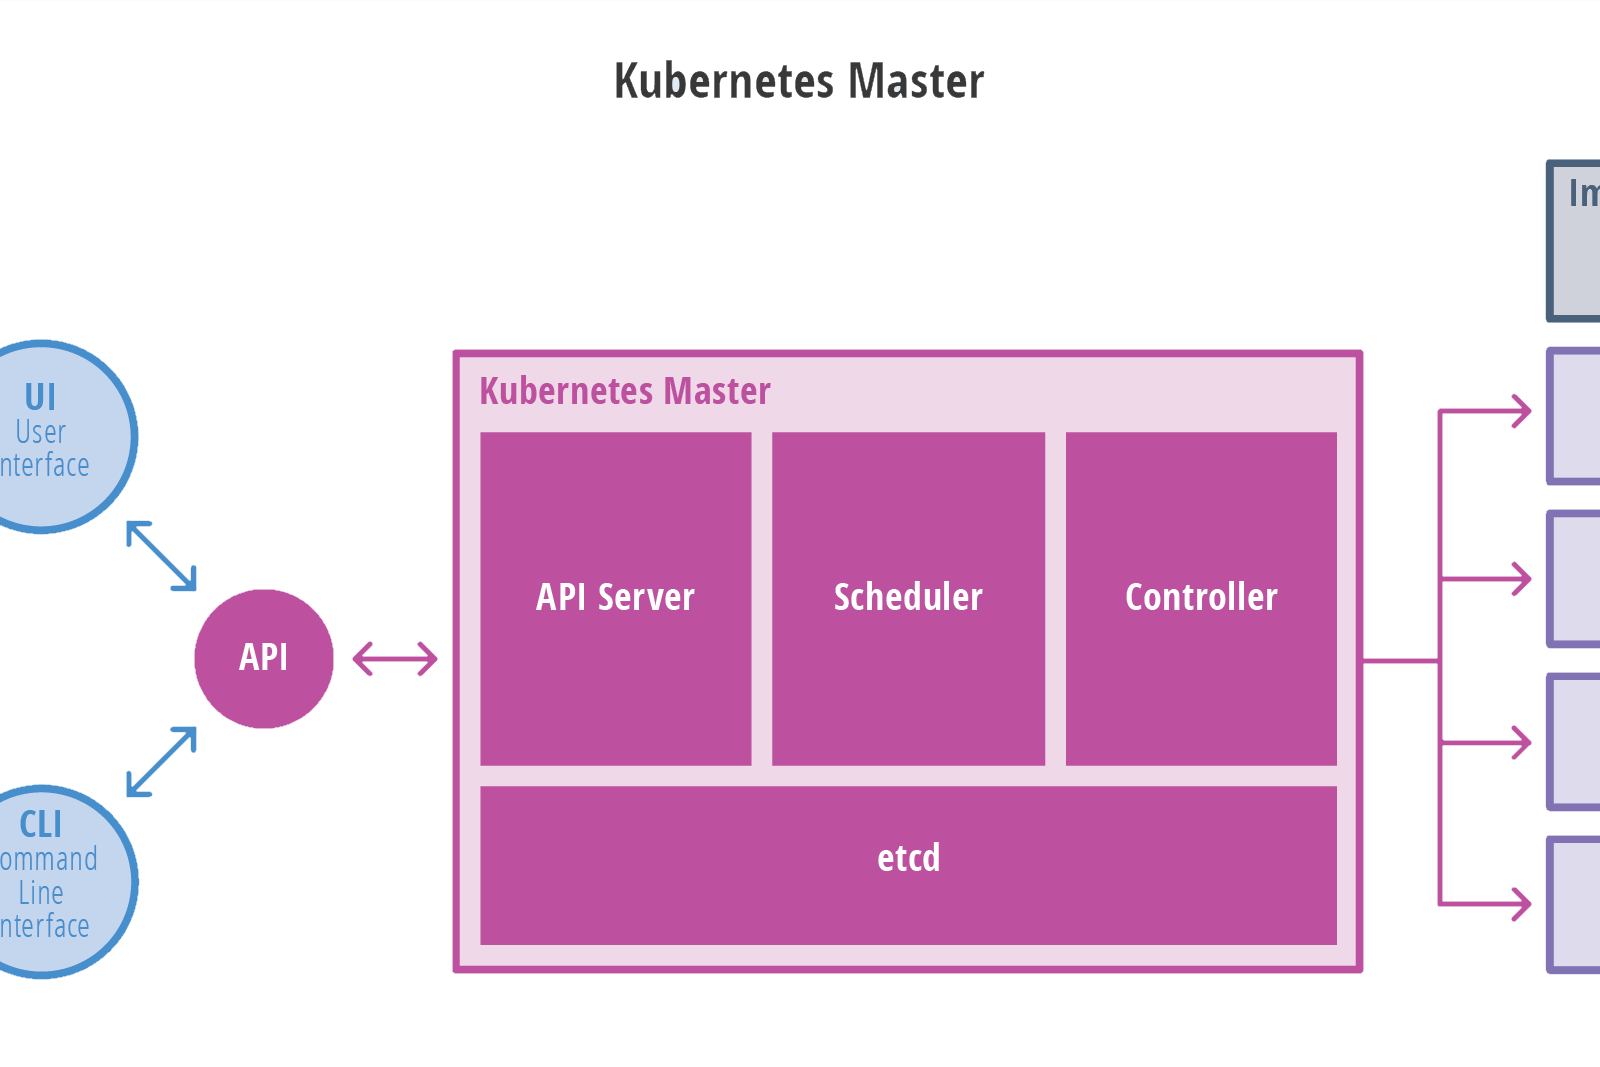 Kubernetes Master
Im
UI
User
nterface
API
CLI
ommand
Line
nterface
Kubernetes Master
API Server
Scheduler
Controller
etcd